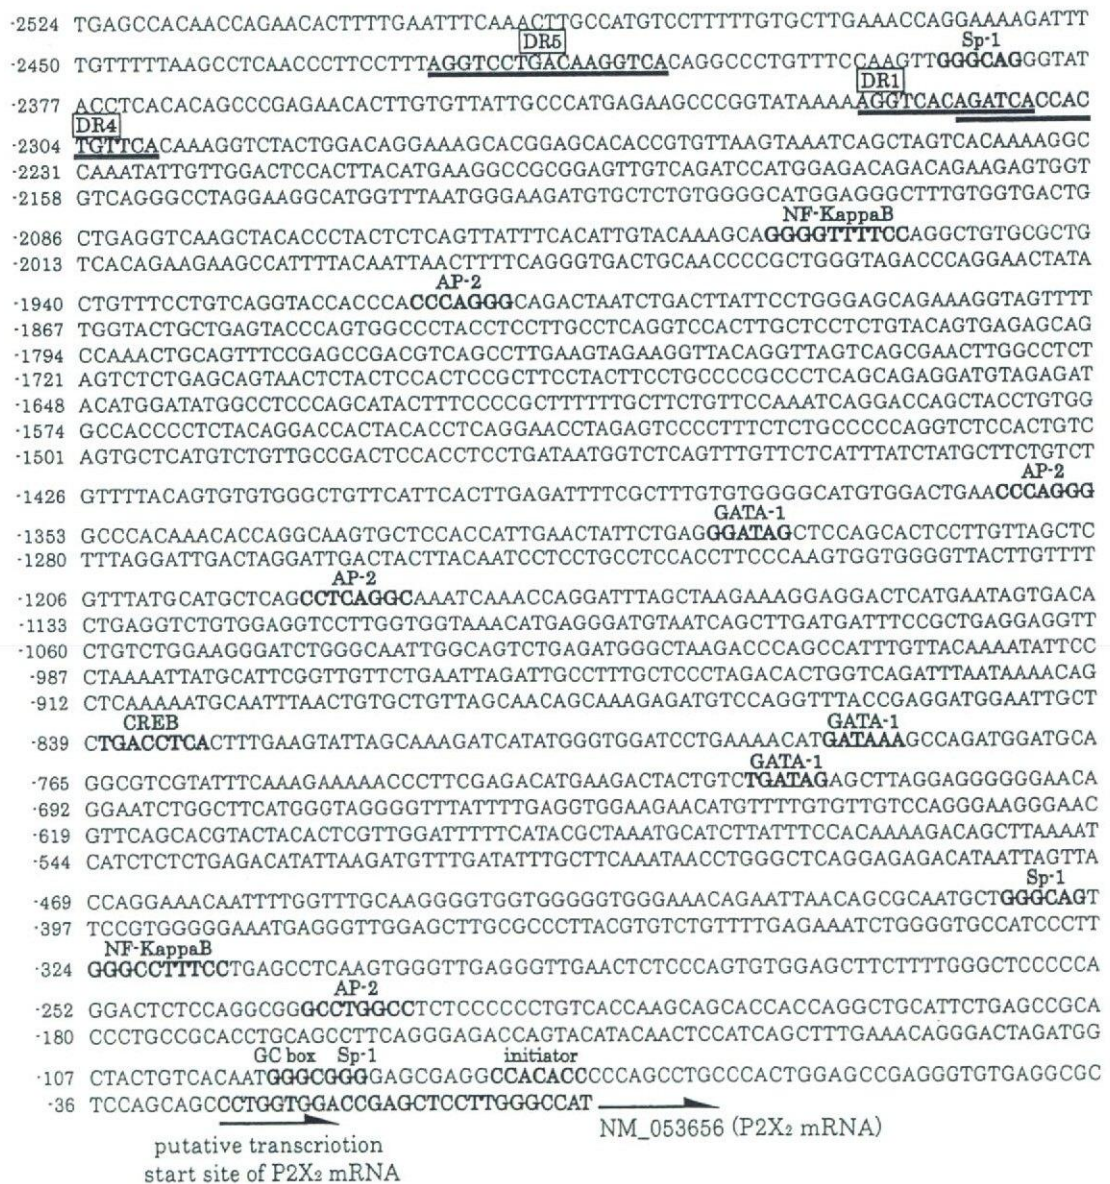 -2524 TGAGCCACAACCAGAACACTTTTGAATTTCAAACTTGCCATGTCCTTTTTGTGCTTGAAACCAGGAAAAGATTT
DR5 Sp-1
-2450 TGTTTTTAAGCCTCAACCCTTCCTTTAGGTCCTGACAAGGTCACAGGCCCTGTTTCCAAGTTGGGCAGGGTAT
DR1
-2377 ACCTCACACAGCCCGAGAACACTTGTGTTATTGCCCATGAGAAGCCCGGTATAAAAAGGTCACAGATCACCAC
DR4
-2304 TGTTCACAAAGGTCTACTGGACAGGAAAGCACGGAGCACACCGTGTTAAGTAAATCAGCTAGTCACAAAAGGC
-2231 CAAATATTGTTGGACTCCACTTACATGAAGGCCGCGGAGTTGTCAGATCCATGGAGACAGACAGAAGAGTGGT
-2158 GTCAGGGCCTAGGAAGGCATGGTTTAATGGGAAGATGTGCTCTGTGGGGCATGGAGGGCTTTGTGGTGACTG
NF-KappaB
-2086 CTGAGGTCAAGCTACACCCTACTCTCAGTTATTTCACATTGTACAAAGCAGGGGTTTTCCAGGCTGTGCGCTG
-2013 TCACAGAAGAAGCCATTTTACAATTAACTTTTCAGGGTGACTGCAACCCCGCTGGGTAGACCCAGGAACTATA
AP-2
-1940 CTGTTTCCTGTCAGGTACCACCCACCCAGGGCAGACTAATCTGACTTATTCCTGGGAGCAGAAAGGTAGTTTT
-1867 TGGTACTGCTGAGTACCCAGTGGCCCTACCTCCTTGCCTCAGGTCCACTTGCTCCTCTGTACAGTGAGAGCAG
-1794 CCAAACTGCAGTTTCCGAGCCGACGTCAGCCTTGAAGTAGAAGGTTACAGGTTAGTCAGCGAACTTGGCCTCT
-1721 AGTCTCTGAGCAGTAACTCTACTCCACTCCGCTTCCTACTTCCTGCCCCGCCCTCAGCAGAGGATGTAGAGAT
-1648 ACATGGATATGGCCTCCCAGCATACTTTCCCCGCTTTTTTGCTTCTGTTCCAAATCAGGACCAGCTACCTGTGG
-1574 GCCACCCCTCTACAGGACCACTACACCTCAGGAACCTAGAGTCCCCTTTCTCTGCCCCCAGGTCTCCACTGTC
-1501 AGTGCTCATGTCTGTTGCCGACTCCACCTCCTGATAATGGTCTCAGTTTGTTCTCATTTATCTATGCTTCTGTCT
AP-2
-1426 GTTTTACAGTGTGTGGGCTGTTCATTCACTTGAGATTTTCGCTTTGTGTGGGGCATGTGGACTGAACCCAGGG
GATA-1
-1353 GCCCACAAACACCAGGCAAGTGCTCCACCATTGAACTATTCTGAGGGATAGCTCCAGCACTCCTTGTTAGCTC
-1280 TTTAGGATTGACTAGGATTGACTACTTACAATCCTCCTGCCTCCACCTTCCCAAGTGGTGGGGTTACTTGTTTT
AP-2
-1206 GTTTATGCATGCTCAGCCTCAGGCAAATCAAACCAGGATTTAGCTAAGAAAGGAGGACTCATGAATAGTGACA
-1133 CTGAGGTCTGTGGAGGTCCTTGGTGGTAAACATGAGGGATGTAATCAGCTTGATGATTTCCGCTGAGGAGGTT
-1060 CTGTCTGGAAGGGATCTGGGCAATTGGCAGTCTGAGATGGGCTAAGACCCAGCCATTTGTTACAAAATATTCC
-987 CTAAAATTATGCATTCGGTTGTTCTGAATTAGATTGCCTTTGCTCCCTAGACACTGGTCAGATTTAATAAAACAG
-912 CTCAAAAATGCAATTTAACTGTGCTGTTAGCAACAGCAAAGAGATGTCCAGGTTTACCGAGGATGGAATTGCT
CREB GATA-1
-839 CTGACCTCACTTTGAAGTATTAGCAAAGATCATATGGGTGGATCCTGAAAACATGATAAAGCCAGATGGATGCA
GATA-1
-765 GGCGTCGTATTTCAAAGAAAAACCCTTCGAGACATGAAGACTACTGTCTGATAGAGCTTAGGAGGGGGGAACA
-692 GGAATCTGGCTTCATGGGTAGGGGTTTATTTTGAGGTGGAAGAACATGTTTTGTGTTGTCCAGGGAAGGGAAC
-619 GTTCAGCACGTACTACACTCGTTGGATTTTTCATACGCTAAATGCATCTTATTTCCACAAAAGACAGCTTAAAAT
-544 CATCTCTCTGAGACATATTAAGATGTTTGATATTTGCTTCAAATAACCTGGGCTCAGGAGAGACATAATTAGTTA
Sp-1
-469 CCAGGAAACAATTTTGGTTTGCAAGGGGTGGTGGGGGTGGGAAACAGAATTAACAGCGCAATGCTGGGCAGT
-397 TCCGTGGGGGAAATGAGGGTTGGAGCTTGCGCCCTTACGTGTCTGTTTTGAGAAATCTGGGGTGCCATCCCTT
NF-KappaB
-324 GGGCCTTTCCTGAGCCTCAAGTGGGTTGAGGGTTGAACTCTCCCAGTGTGGAGCTTCTTTTGGGCTCCCCCA
AP-2
-252 GGACTCTCCAGGCGGGCCTGGCCTCTCCCCCCTGTCACCAAGCAGCACCACCAGGCTGCATTCTGAGCCGCA
-180 CCCTGCCGCACCTGCAGCCTTCAGGGAGACCAGTACATACAACTCCATCAGCTTTGAAACAGGGACTAGATGG
GC box Sp-1 initiator
-107 CTACTGTCACAATGGGCGGGGAGCGAGGCCACACCCCCAGCCTGCCCACTGGAGCCGAGGGTGTGAGGCGC
-36 TCCAGCAGCCCTGGTGGACCGAGCTCCTTGGGCCAT
NM_053656 (P2X₂ mRNA)
putative transcription
start site of P2X₂ mRNA